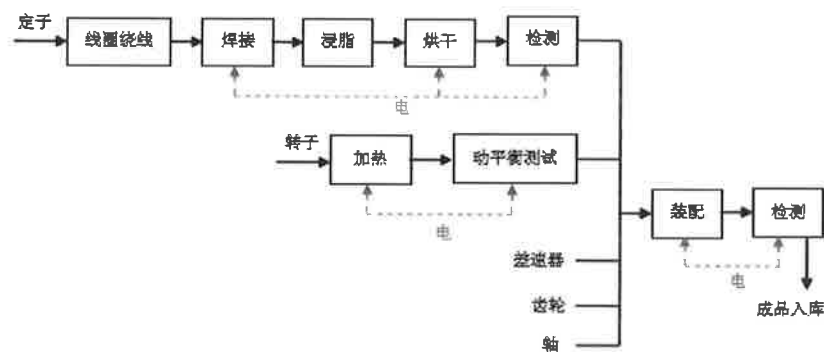 定子
线圈绕线
焊接
浸脂
烘干
检测
电
转子
加热
动平衡测试
电
装配
检测
电
差速器
齿轮
轴
成品入库